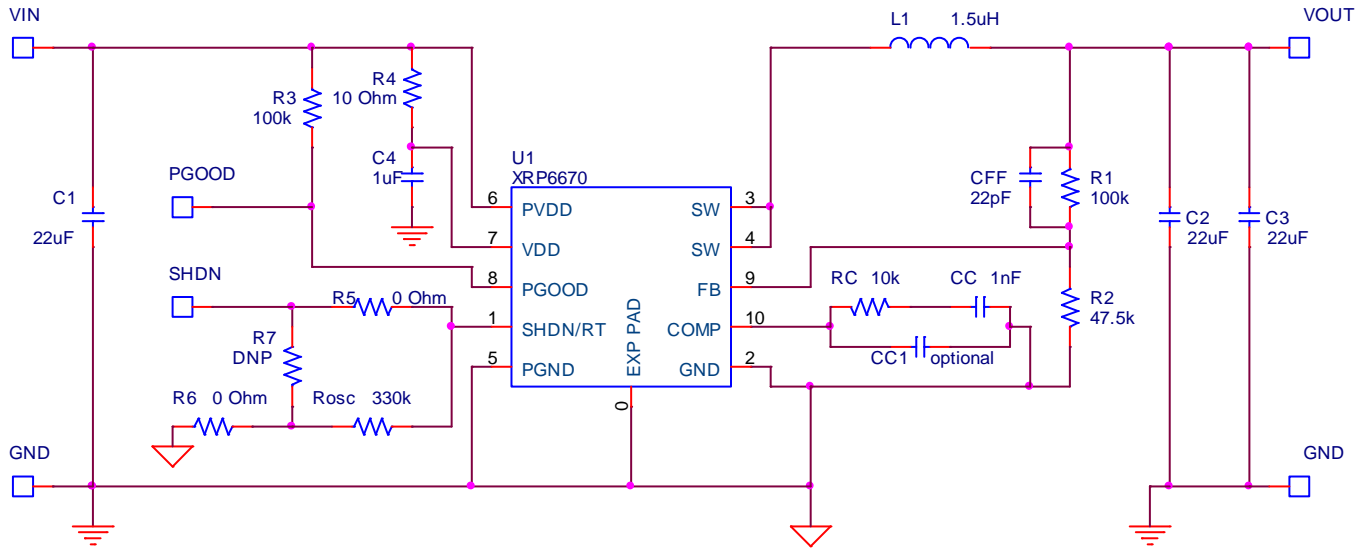 VIN
L1 1.5uH
VOUT
R3
100k
R4
10 Ohm
C4
1uF
U1
XRP6670
PGOOD
C1
22uF
CFF
22pF
R1
100k
C2
22uF
C3
22uF
6 PVDD
SW 3
7 VDD
SW 4
8 PGOOD
FB 9
1 SHDN/RT
COMP 10
5 PGND
GND 2
EXP PAD
0
SHDN
R5 0 Ohm
RC 10k
CC 1nF
R7
DNP
CC1 optional
R2
47.5k
R6 0 Ohm
Rosc 330k
GND
GND